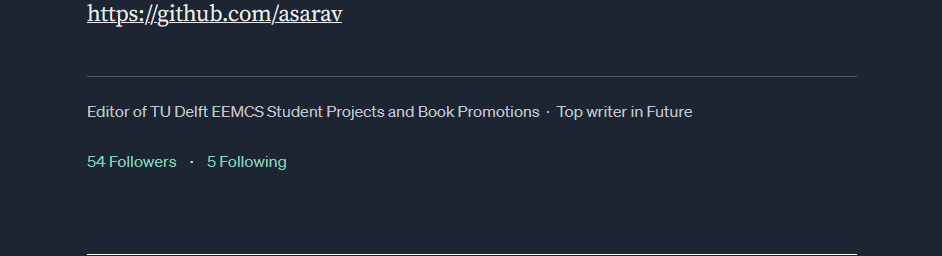 https://github.com/asarav
Editor of TU Delft EEMCS Student Projects and Book Promotions · Top writer in Future
54 Followers · 5 Following